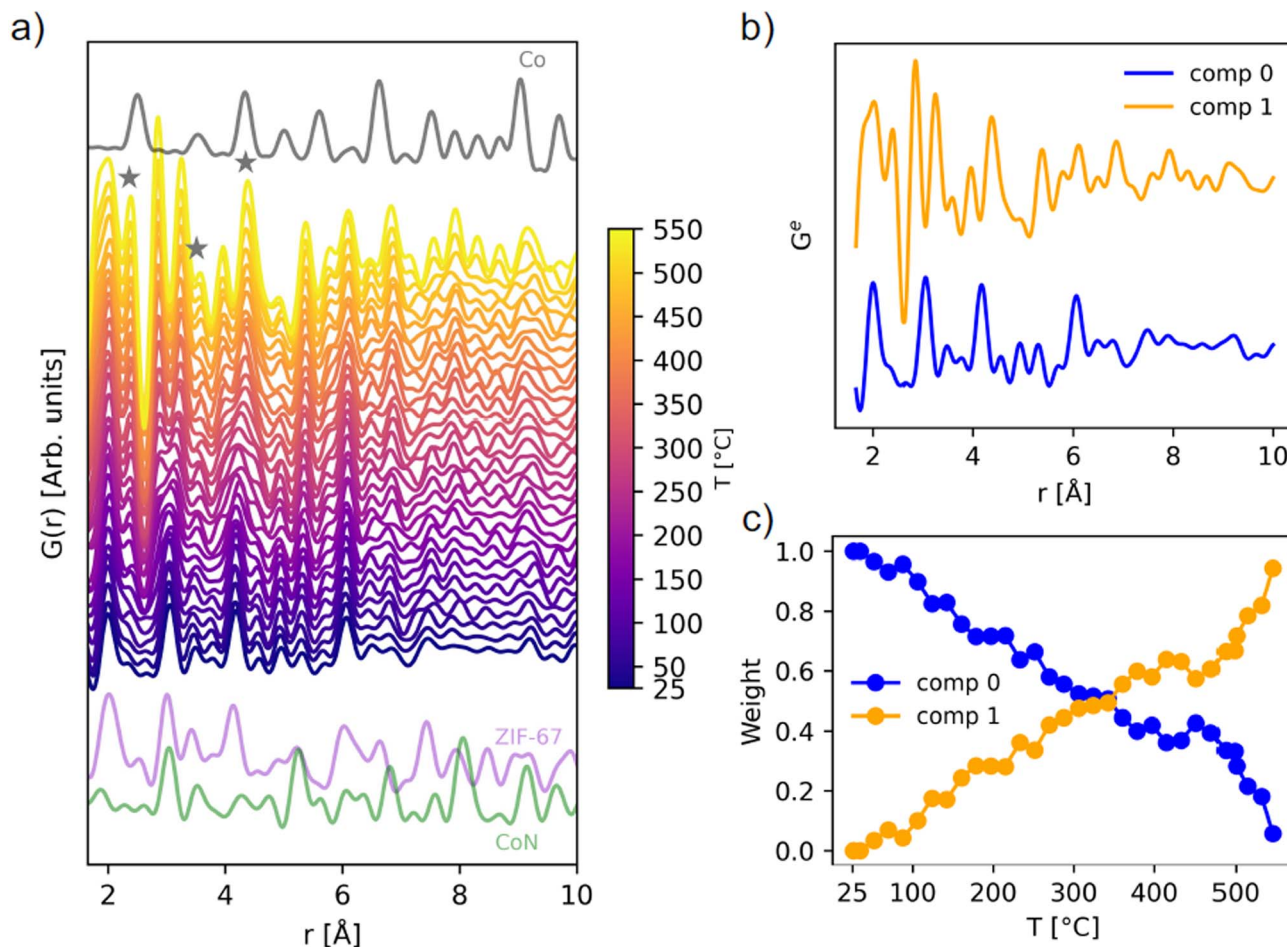 a)
Co
ZIF-67
CoN
G(r) [Arb. units]
2 4 6 8 10
r [Å]
550
500
450
400
350
300
250
200
150
100
50
25
T [°C]
b)
comp 0
comp 1
G^e
2 4 6 8 10
r [Å]
c)
1.0
0.8
0.6
0.4
0.2
0.0
Weight
comp 0
comp 1
25 100 200 300 400 500
T [°C]